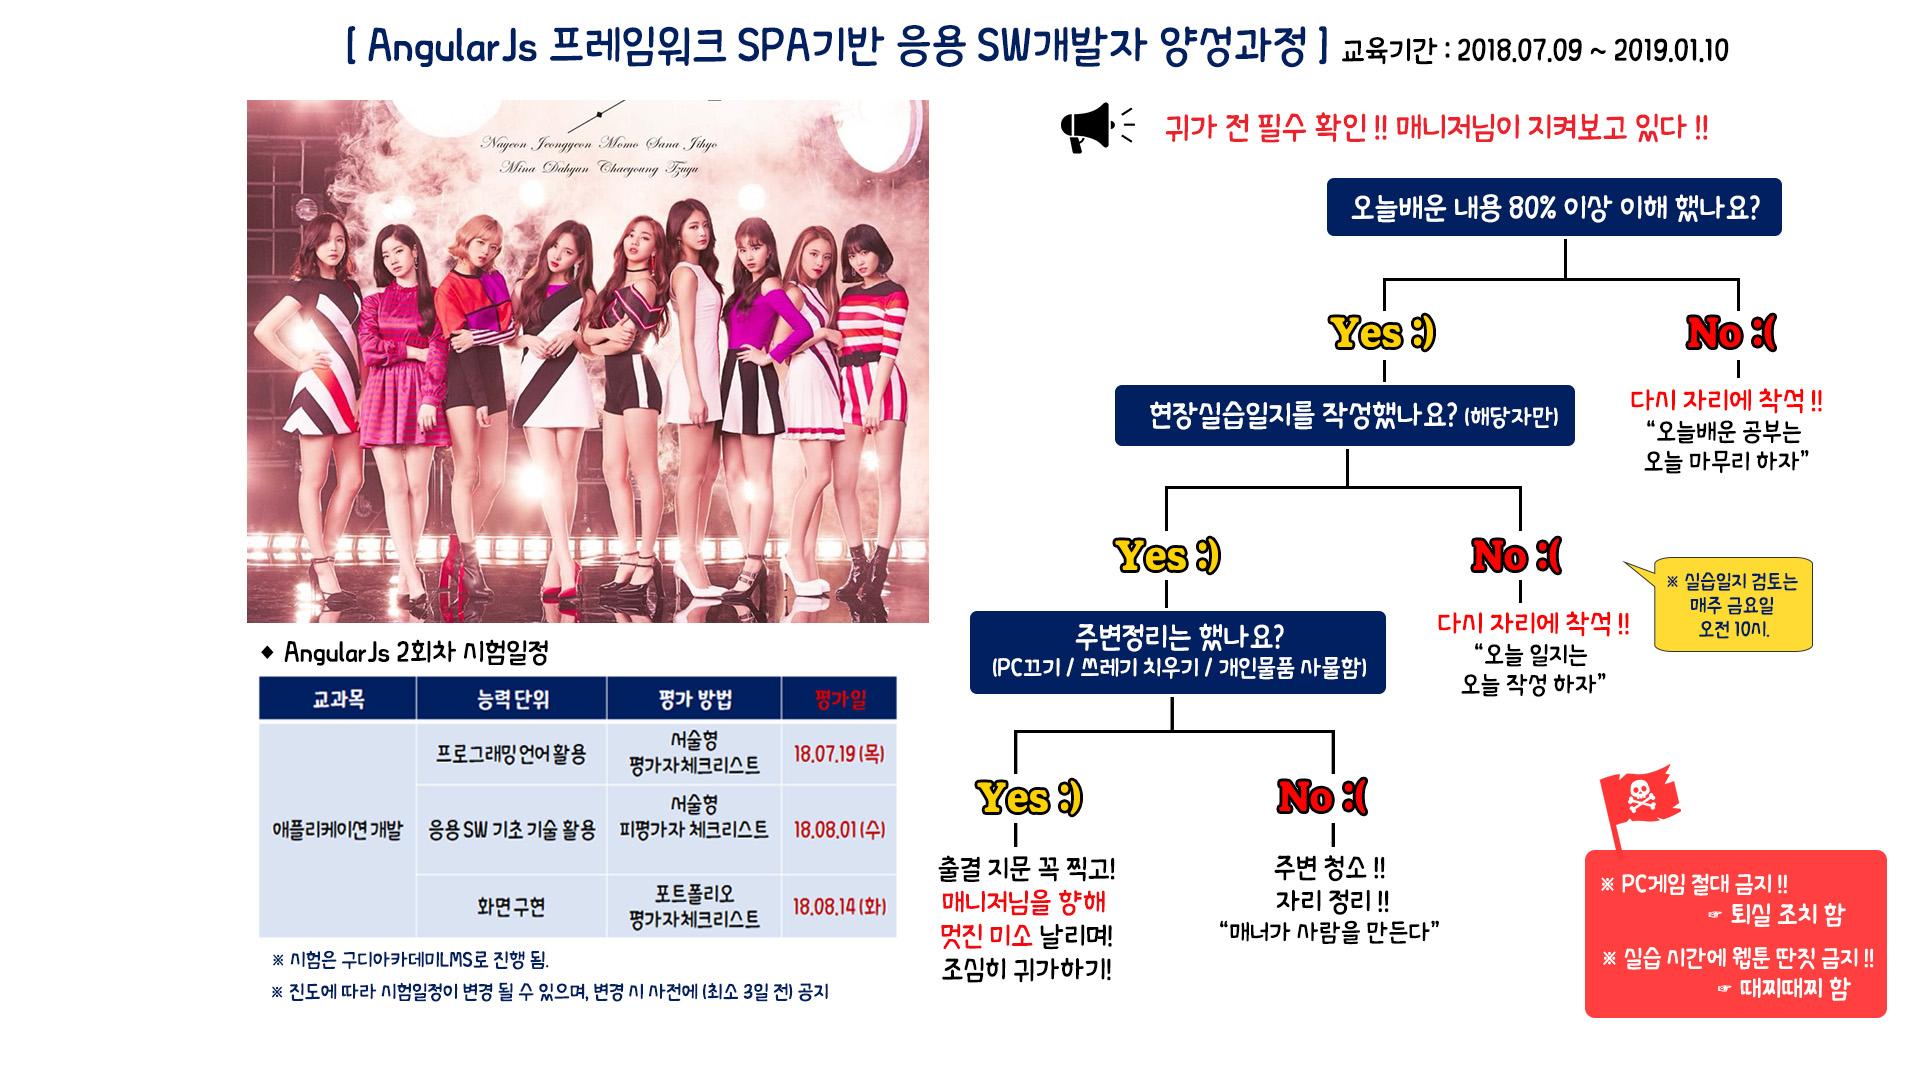 [ AngularJs 프레임워크 SPA기반 응용 SW개발자 양성과정 ] 교육기간 : 2018.07.09 ~ 2019.01.10
Nayeon Jeongyeon Momo Sana Jihyo
Mina Dahyun Chaeyoung Tzuyu
◆ AngularJs 2회차 시험일정
교과목 능력 단위 평가 방법 평가일
애플리케이션 개발
프로그래밍 언어 활용
서술형
평가자 체크리스트
18.07.19 (목)
응용 SW 기초 기술 활용
서술형
피평가자 체크리스트
18.08.01 (수)
화면 구현
포트폴리오
평가자 체크리스트
18.08.14 (화)
※ 시험은 구디아카데미LMS로 진행 됨.
※ 진도에 따라 시험일정이 변경 될 수 있으며, 변경 시 사전에 (최소 3일 전) 공지
귀가 전 필수 확인 !! 매니저님이 지켜보고 있다 !!
오늘배운 내용 80% 이상 이해 했나요?
Yes :)
No :(
다시 자리에 착석 !!
“오늘배운 공부는
오늘 마무리 하자”
현장실습일지를 작성했나요? (해당자만)
Yes :)
No :(
다시 자리에 착석 !!
“오늘 일지는
오늘 작성 하자”
※ 실습일지 검토는
매주 금요일
오전 10시.
주변정리는 했나요?
(PC끄기 / 쓰레기 치우기 / 개인물품 사물함)
Yes :)
출결 지문 꼭 찍고!
매니저님을 향해
멋진 미소 날리며!
조심히 귀가하기!
No :(
주변 청소 !!
자리 정리 !!
“매너가 사람을 만든다”
※ PC게임 절대 금지 !!
☞ 퇴실 조치 함
※ 실습 시간에 웹툰 딴짓 금지 !!
☞ 때찌때찌 함